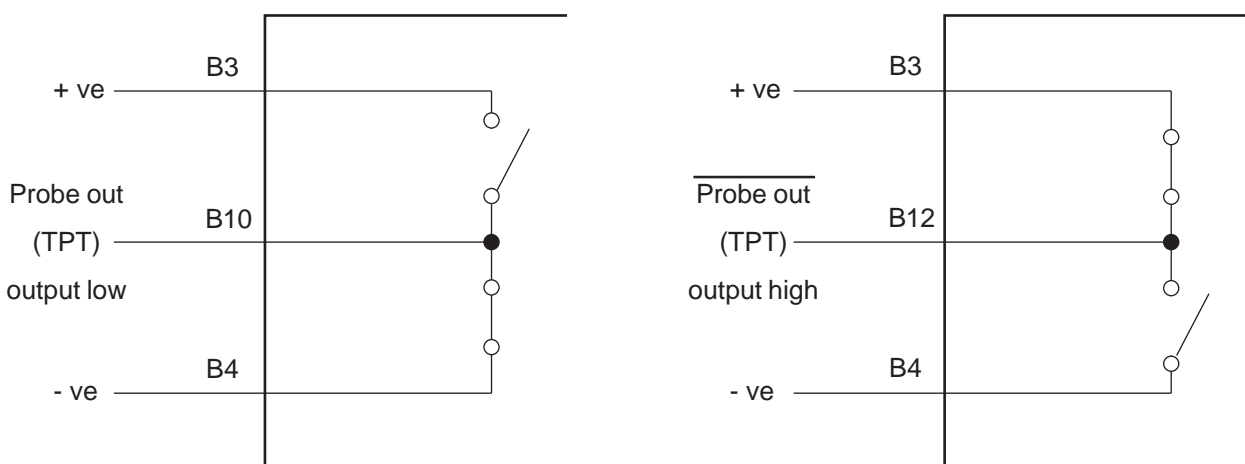 B3
+ ve
Probe out
B10
(TPT)
output low
B4
- ve
B3
+ ve
Probe out
B12
(TPT)
output high
B4
- ve